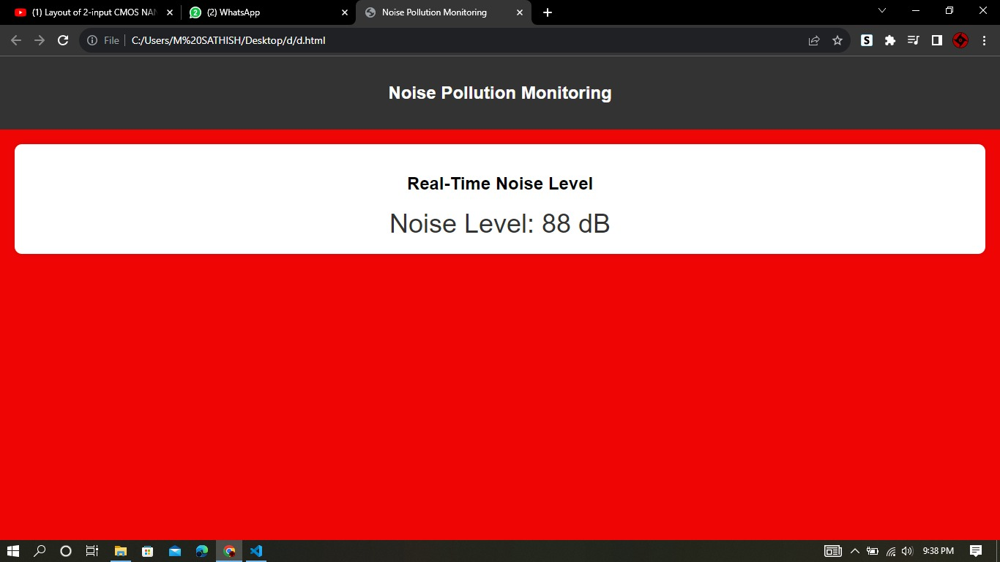 (1) Layout of 2-input CMOS NAN
2
(2) WhatsApp
Noise Pollution Monitoring
File
C:/Users/M%20SATHISH/Desktop/d/d.html
S
Noise Pollution Monitoring
Real-Time Noise Level
Noise Level: 88 dB
9:38 PM